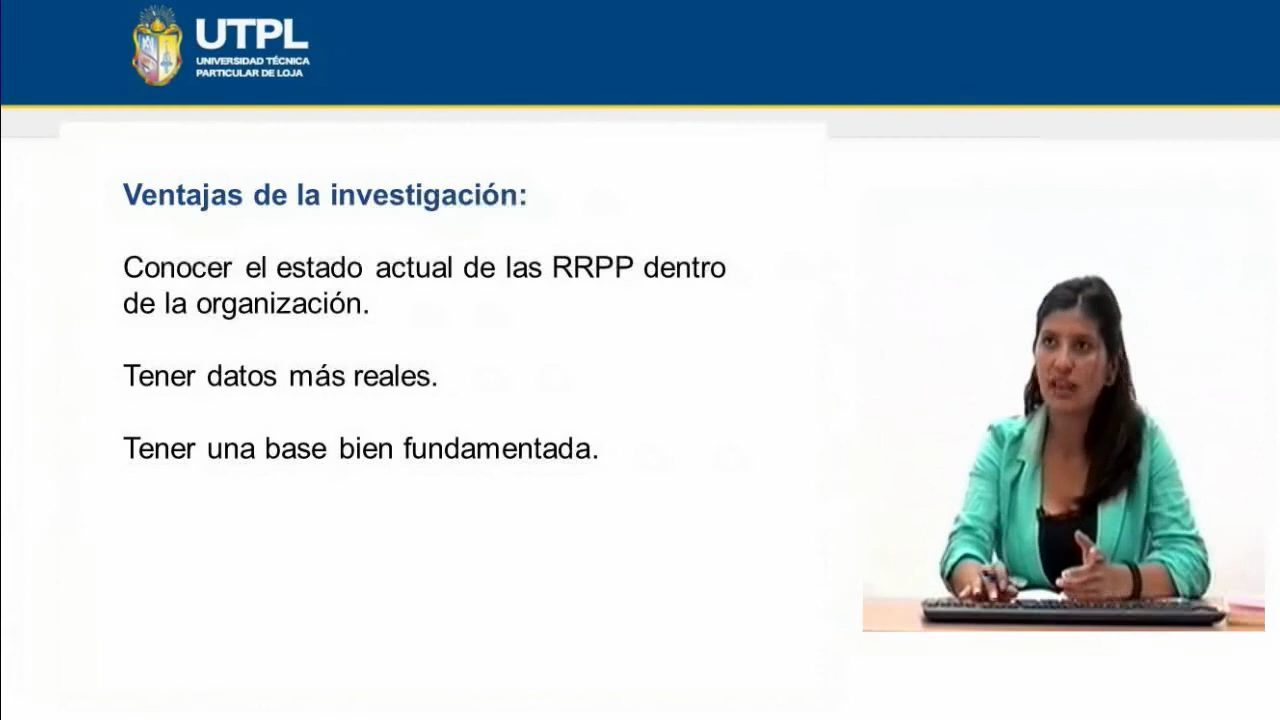 UTPL
UNIVERSIDAD TÉCNICA
PARTICULAR DE LOJA
Ventajas de la investigación:
Conocer el estado actual de las RRPP dentro
de la organización.
Tener datos más reales.
Tener una base bien fundamentada.